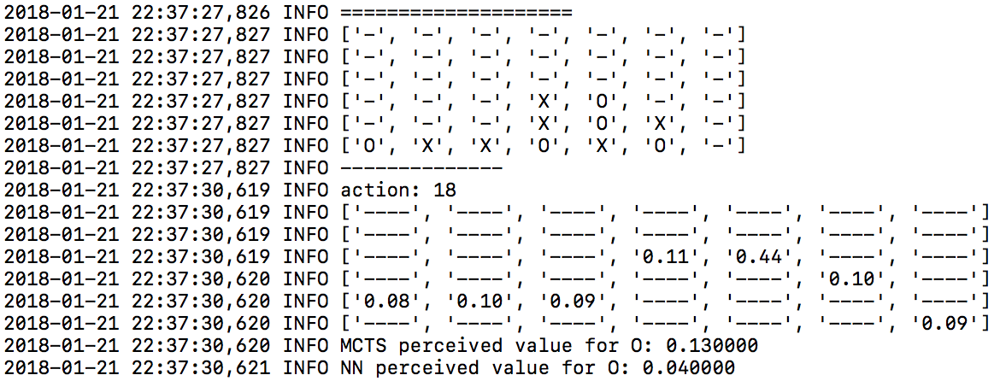 2018-01-21 22:37:27,826 INFO ====================
2018-01-21 22:37:27,827 INFO ['-', '-', '-', '-', '-', '-', '-']
2018-01-21 22:37:27,827 INFO ['-', '-', '-', '-', '-', '-', '-']
2018-01-21 22:37:27,827 INFO ['-', '-', '-', '-', '-', '-', '-']
2018-01-21 22:37:27,827 INFO ['-', '-', '-', 'X', 'O', '-', '-']
2018-01-21 22:37:27,827 INFO ['-', '-', '-', 'X', 'O', 'X', '-']
2018-01-21 22:37:27,827 INFO ['O', 'X', 'X', 'O', 'X', 'O', '-']
2018-01-21 22:37:27,827 INFO --------------
2018-01-21 22:37:30,619 INFO action: 18
2018-01-21 22:37:30,619 INFO ['----', '----', '----', '----', '----', '----', '----']
2018-01-21 22:37:30,619 INFO ['----', '----', '----', '----', '----', '----', '----']
2018-01-21 22:37:30,619 INFO ['----', '----', '----', '0.11', '0.44', '----', '----']
2018-01-21 22:37:30,620 INFO ['----', '----', '----', '----', '----', '0.10', '----']
2018-01-21 22:37:30,620 INFO ['0.08', '0.10', '0.09', '----', '----', '----', '----']
2018-01-21 22:37:30,620 INFO ['----', '----', '----', '----', '----', '----', '0.09']
2018-01-21 22:37:30,620 INFO MCTS perceived value for O: 0.130000
2018-01-21 22:37:30,621 INFO NN perceived value for O: 0.040000